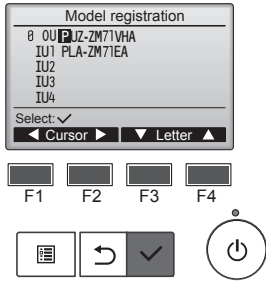 Model registration
0 OU PUZ-ZM71VHA
IU1 PLA-ZM71EA
IU2
IU3
IU4
Select:✓
◀ Cursor ▶ ▼ Letter ▲
F1 F2 F3 F4